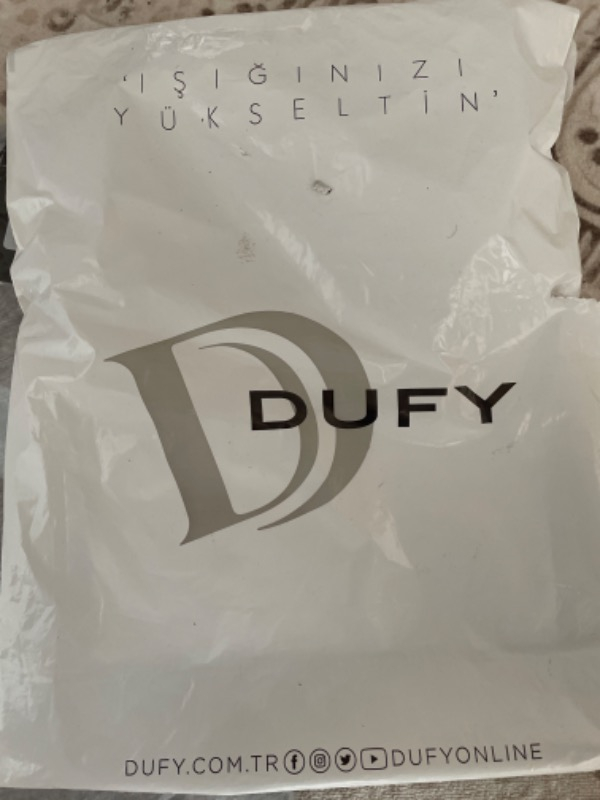 'IŞIĞINIZI
YÜKSELTİN'
D
DUFY
DUFY.COM.TR DUFYONLINE